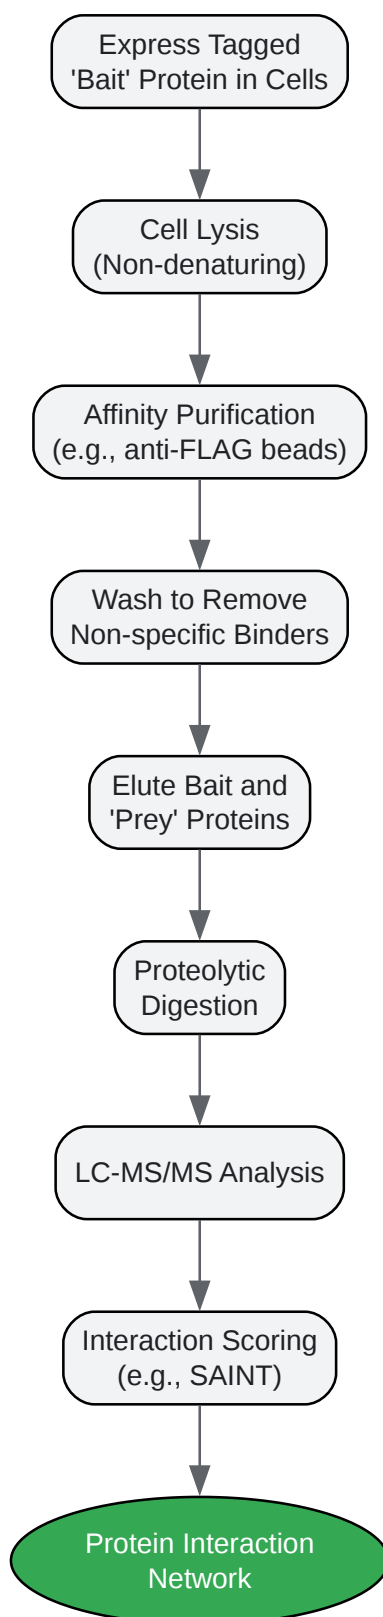 Express Tagged
'Bait' Protein in Cells
Cell Lysis
(Non-denaturing)
Affinity Purification
(e.g., anti-FLAG beads)
Wash to Remove
Non-specific Binders
Elute Bait and
'Prey' Proteins
Proteolytic
Digestion
LC-MS/MS Analysis
Interaction Scoring
(e.g., SAINT)
Protein Interaction
Network